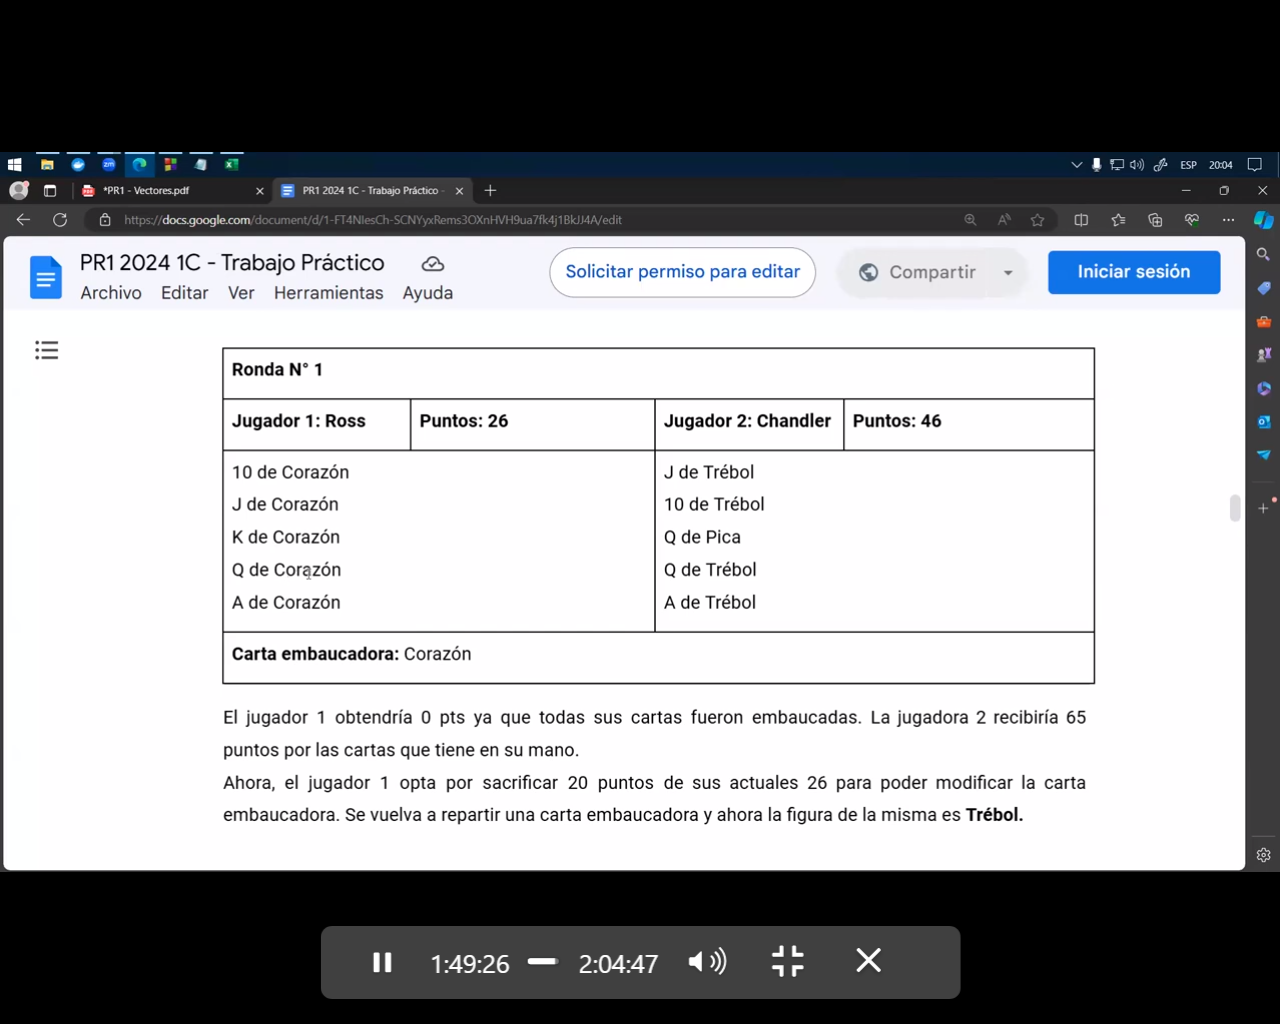 ESP
20:04
*PR1 - Vectores.pdf
PR1 2024 1C - Trabajo Práctico -
https://docs.google.com/document/d/1-FT4NIesCh-SCNYyxRems3OXnHVH9ua7fk4j1BkJJ4A/edit
PR1 2024 1C - Trabajo Práctico
Solicitar permiso para editar
Compartir
Iniciar sesión
Archivo Editar Ver Herramientas Ayuda
Ronda N° 1
Jugador 1: Ross
Puntos: 26
Jugador 2: Chandler
Puntos: 46
10 de Corazón
J de Corazón
K de Corazón
Q de Corazón
A de Corazón
J de Trébol
10 de Trébol
Q de Pica
Q de Trébol
A de Trébol
Carta embaucadora: Corazón
El jugador 1 obtendría 0 pts ya que todas sus cartas fueron embaucadas. La jugadora 2 recibiría 65
puntos por las cartas que tiene en su mano.
Ahora, el jugador 1 opta por sacrificar 20 puntos de sus actuales 26 para poder modificar la carta
embaucadora. Se vuelva a repartir una carta embaucadora y ahora la figura de la misma es Trébol.
1:49:26
2:04:47